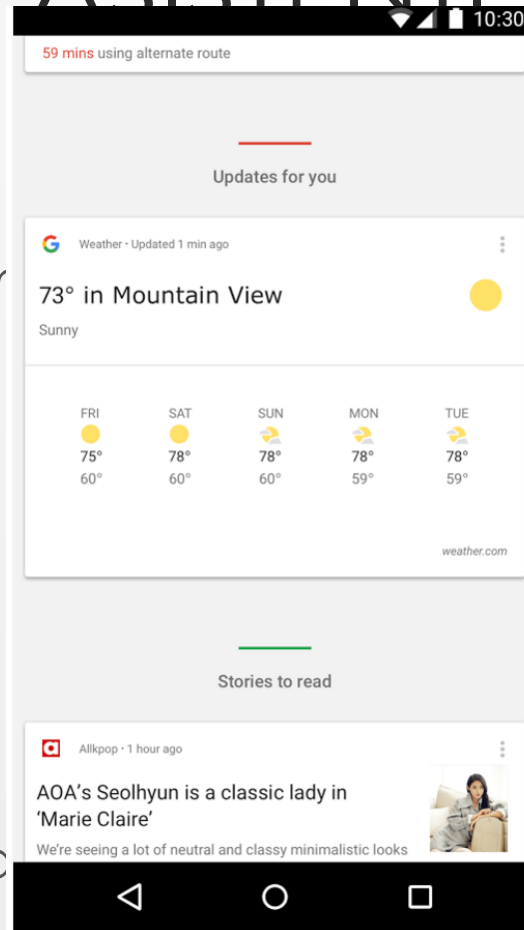 10:30
59 mins using alternate route
Updates for you
Weather · Updated 1 min ago
73° in Mountain View
Sunny
FRI SAT SUN MON TUE
75° 78° 78° 78° 78°
60° 60° 60° 59° 59°
weather.com
Stories to read
Allkpop · 1 hour ago
AOA's Seolhyun is a classic lady in
'Marie Claire'
We're seeing a lot of neutral and classy minimalistic looks